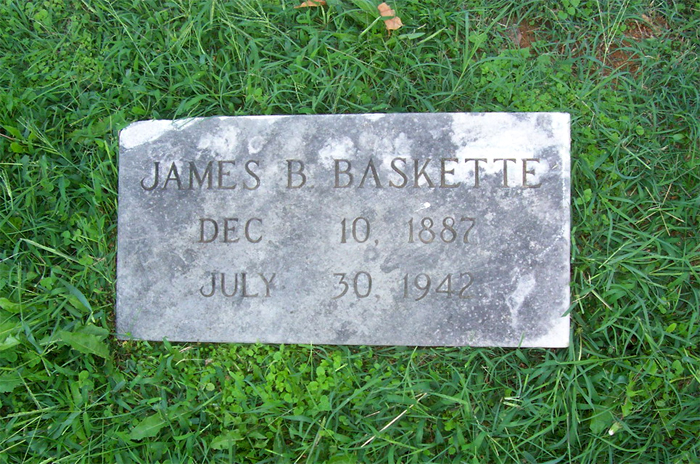 JAMES B. BASKETTE
DEC. 10, 1887
JULY 30, 1942